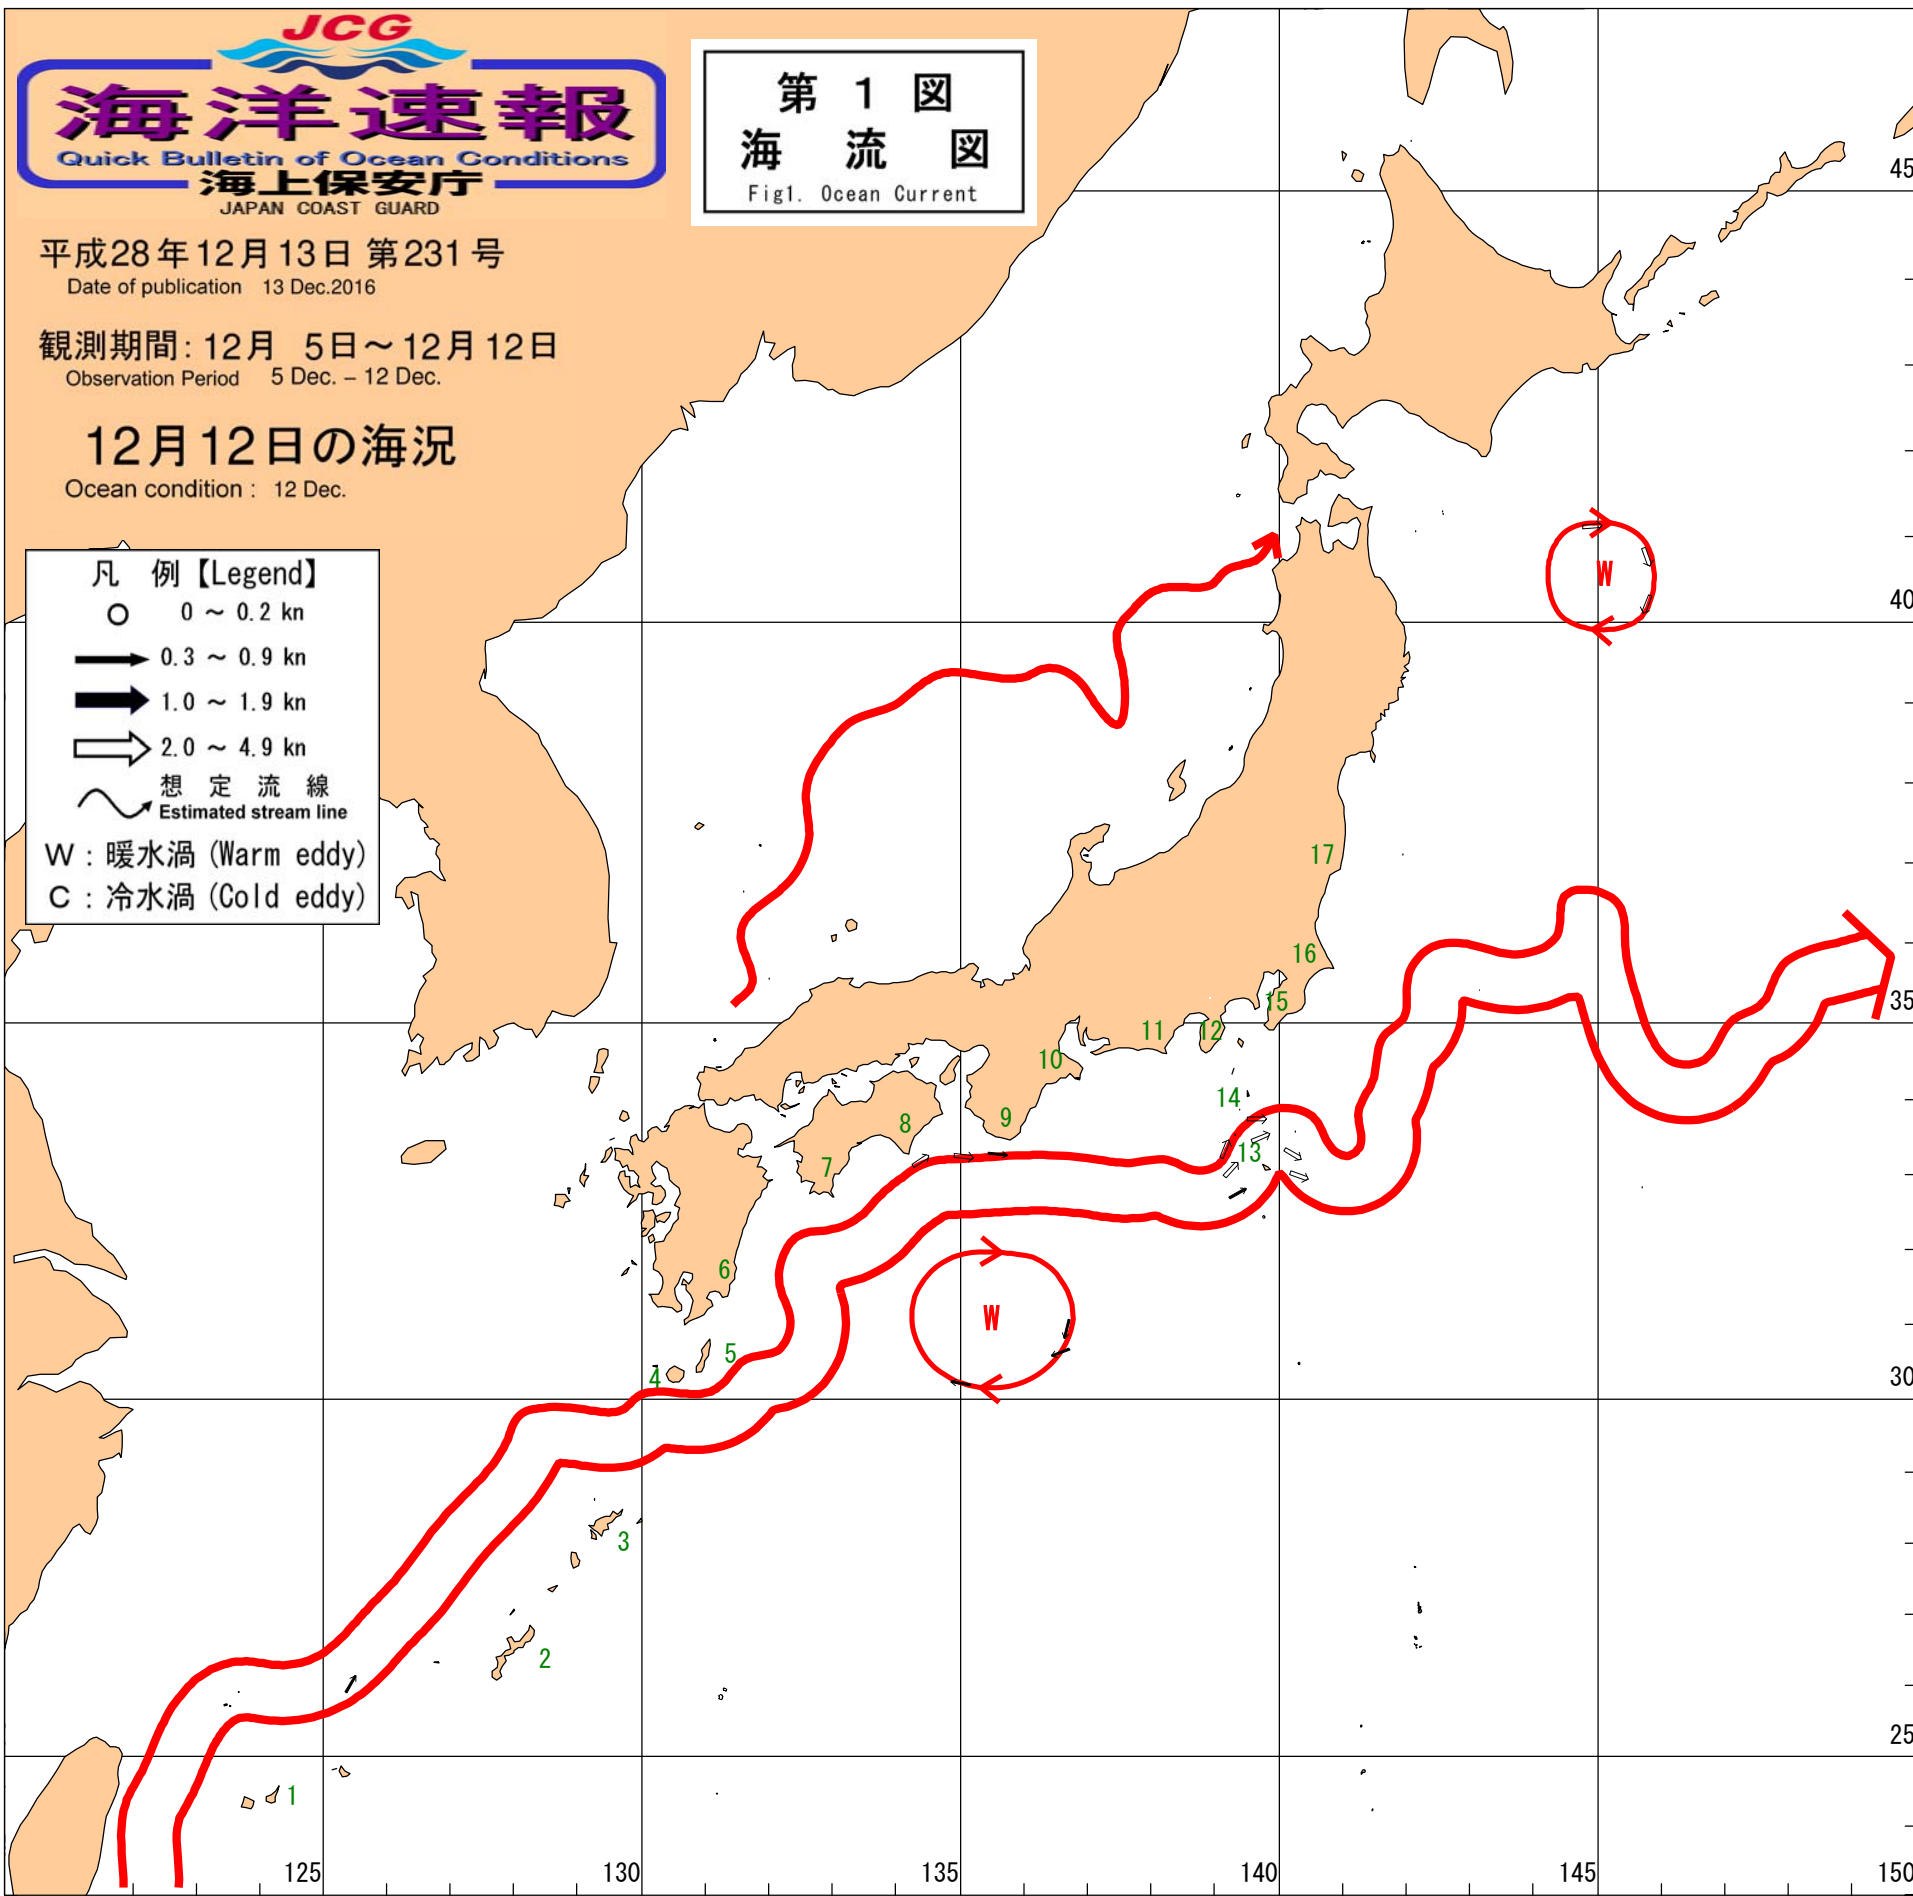 JCG
海洋速報
Quick Bulletin of Ocean Conditions
海上保安庁
JAPAN COAST GUARD
第 1 図
海 流 図
Fig1. Ocean Current
平成28年12月13日 第231号
Date of publication 13 Dec.2016
観測期間: 12月 5日～12月12日
Observation Period 5 Dec. – 12 Dec.
12月12日の海況
Ocean condition : 12 Dec.
凡 例【Legend】
0 ～ 0.2 kn
0.3 ～ 0.9 kn
1.0 ～ 1.9 kn
2.0 ～ 4.9 kn
想 定 流 線
Estimated stream line
W : 暖水渦 (Warm eddy)
C : 冷水渦 (Cold eddy)
45
W
40
17
16
15
35
11
12
10
14
9
8
13
7
6
W
5
4
30
3
2
25
1
125
130
135
140
145
150